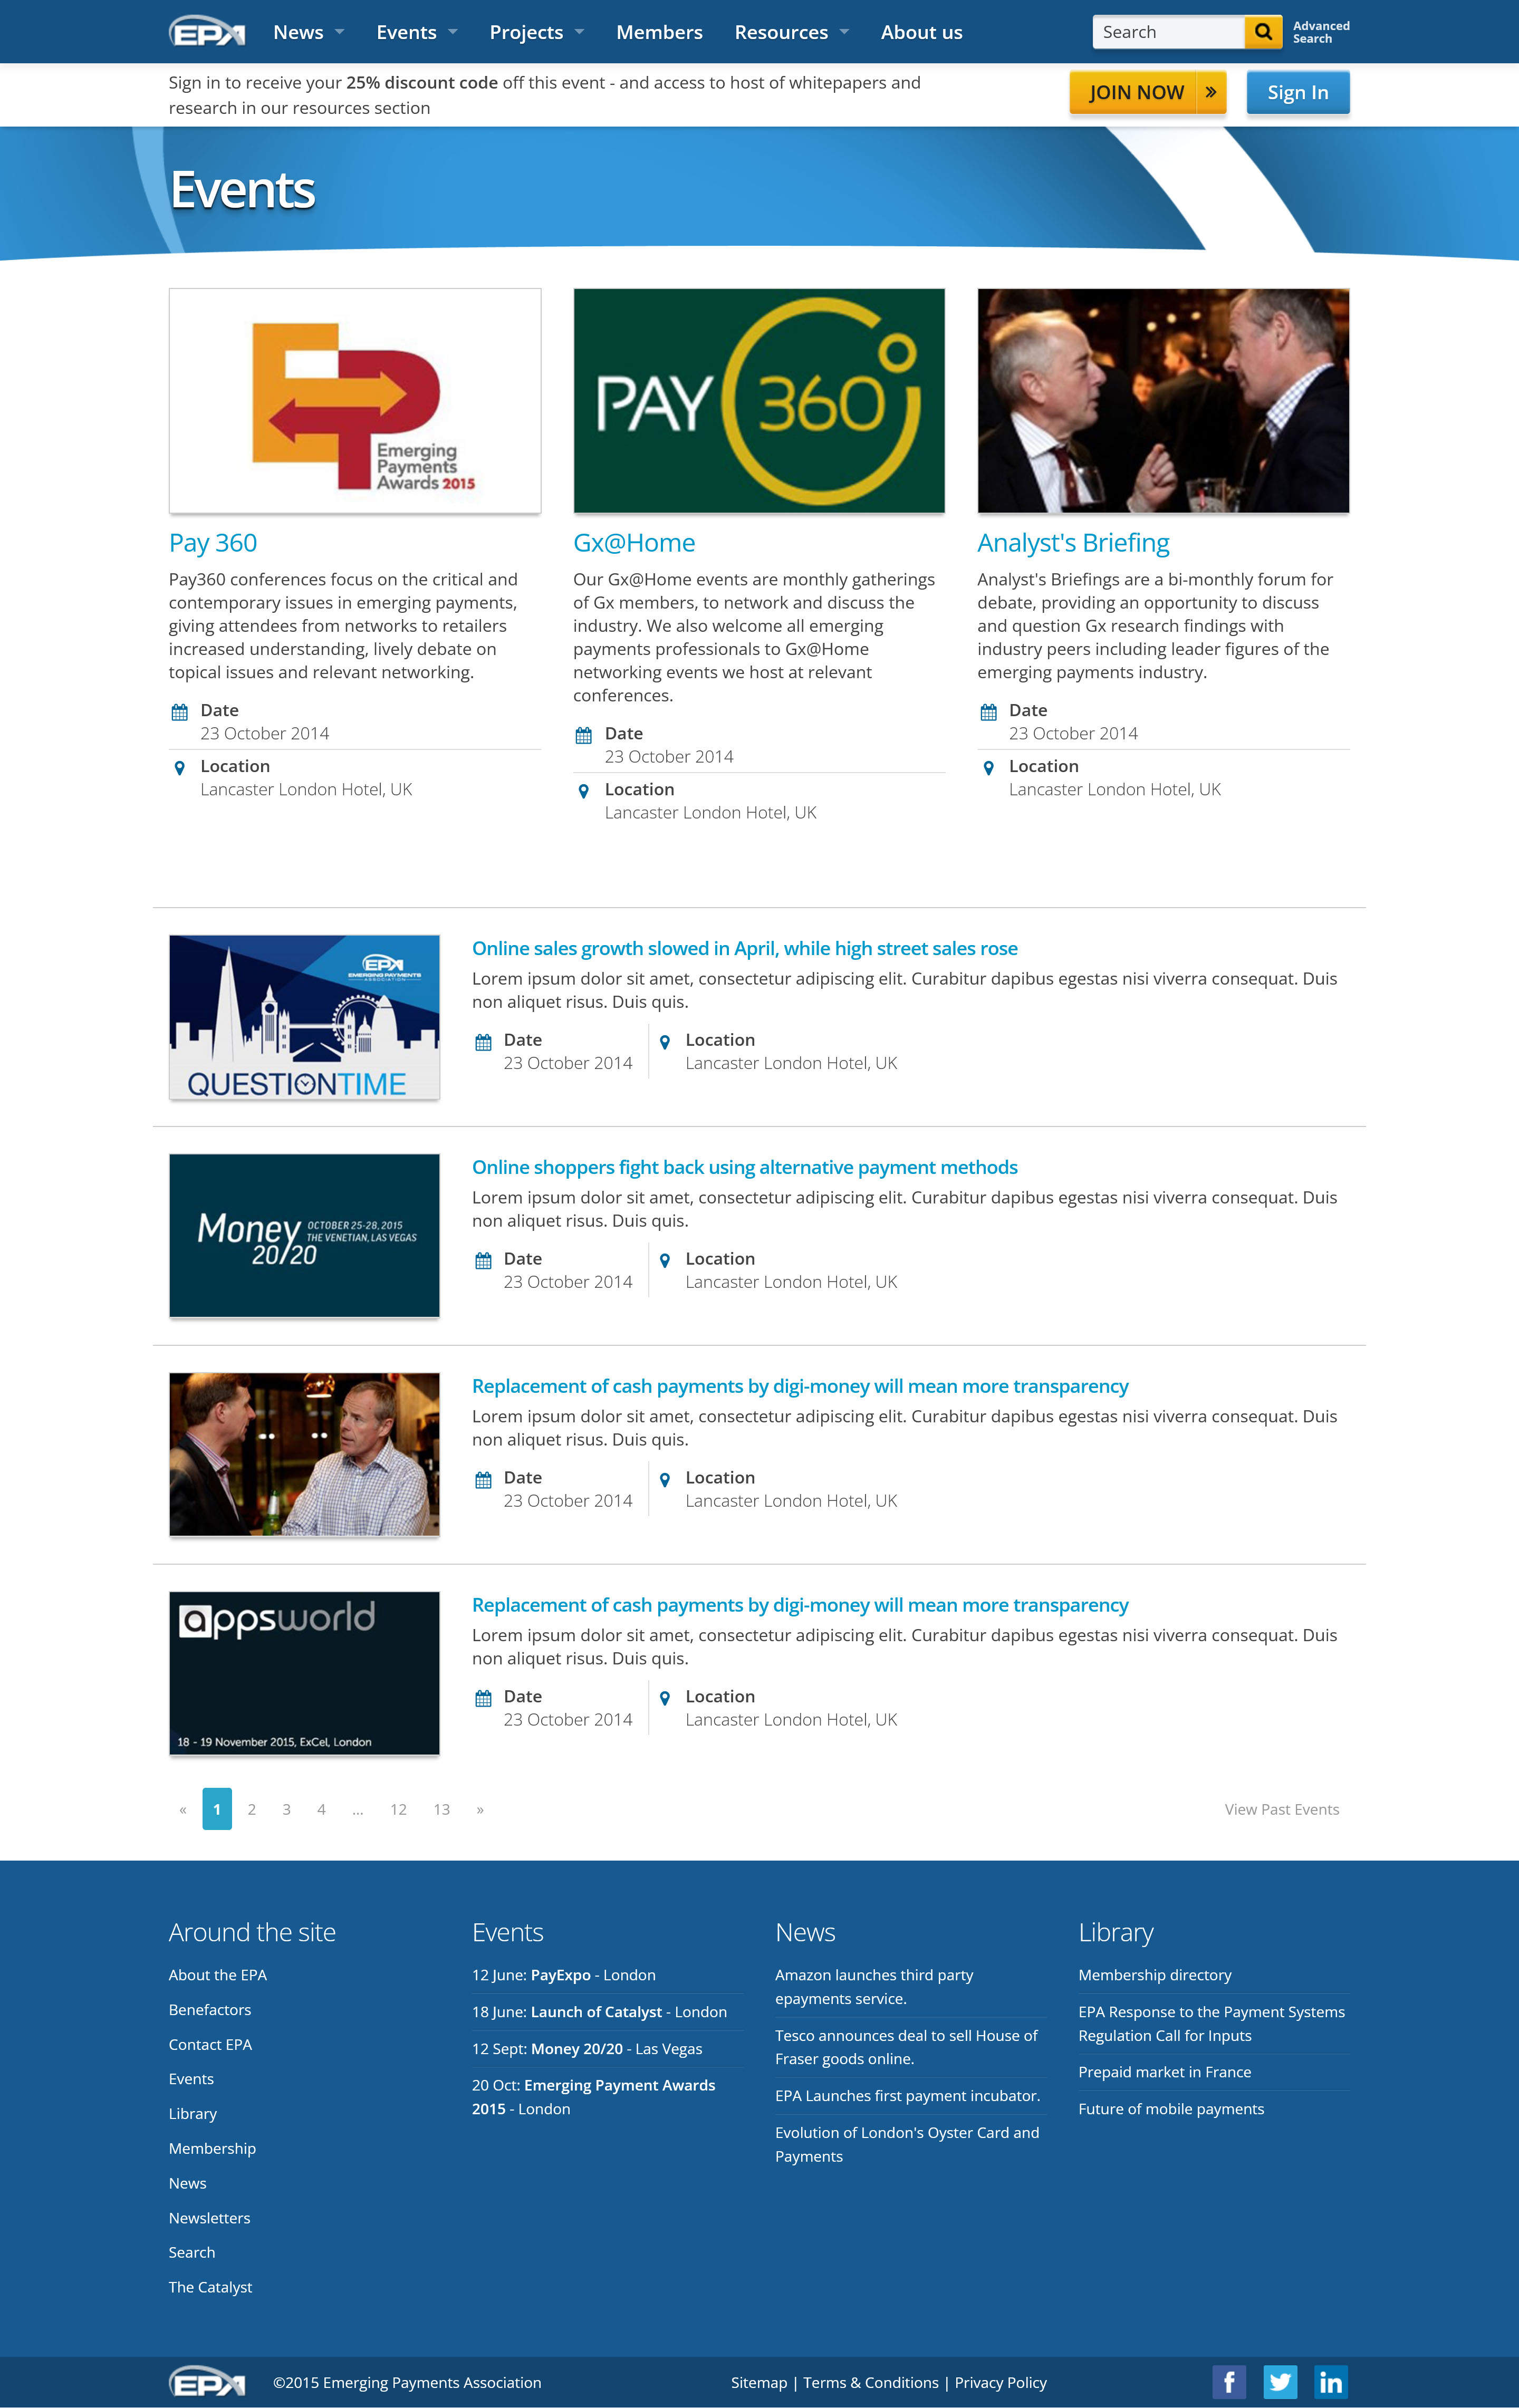 EPA
News
Events
Projects
Members
Resources
About us
Search
Advanced
Search
Sign in to receive your 25% discount code off this event - and access to host of whitepapers and
research in our resources section
JOIN NOW »
Sign In
Events
Emerging
Payments
Awards 2015
Pay 360
Pay360 conferences focus on the critical and
contemporary issues in emerging payments,
giving attendees from networks to retailers
increased understanding, lively debate on
topical issues and relevant networking.
Date
23 October 2014
Location
Lancaster London Hotel, UK
PAY 360
Gx@Home
Our Gx@Home events are monthly gatherings
of Gx members, to network and discuss the
industry. We also welcome all emerging
payments professionals to Gx@Home
networking events we host at relevant
conferences.
Date
23 October 2014
Location
Lancaster London Hotel, UK
Analyst's Briefing
Analyst's Briefings are a bi-monthly forum for
debate, providing an opportunity to discuss
and question Gx research findings with
industry peers including leader figures of the
emerging payments industry.
Date
23 October 2014
Location
Lancaster London Hotel, UK
EPA
EMERGING PAYMENTS
ASSOCIATION
QUESTIONTIME
Online sales growth slowed in April, while high street sales rose
Lorem ipsum dolor sit amet, consectetur adipiscing elit. Curabitur dapibus egestas nisi viverra consequat. Duis
non aliquet risus. Duis quis.
Date
23 October 2014
Location
Lancaster London Hotel, UK
Money
20/20
OCTOBER 25-28, 2015
THE VENETIAN, LAS VEGAS
Online shoppers fight back using alternative payment methods
Lorem ipsum dolor sit amet, consectetur adipiscing elit. Curabitur dapibus egestas nisi viverra consequat. Duis
non aliquet risus. Duis quis.
Date
23 October 2014
Location
Lancaster London Hotel, UK
Replacement of cash payments by digi-money will mean more transparency
Lorem ipsum dolor sit amet, consectetur adipiscing elit. Curabitur dapibus egestas nisi viverra consequat. Duis
non aliquet risus. Duis quis.
Date
23 October 2014
Location
Lancaster London Hotel, UK
appsworld
18 - 19 November 2015, ExCel, London
Replacement of cash payments by digi-money will mean more transparency
Lorem ipsum dolor sit amet, consectetur adipiscing elit. Curabitur dapibus egestas nisi viverra consequat. Duis
non aliquet risus. Duis quis.
Date
23 October 2014
Location
Lancaster London Hotel, UK
« 1 2 3 4 ... 12 13 »
View Past Events
Around the site
About the EPA
Benefactors
Contact EPA
Events
Library
Membership
News
Newsletters
Search
The Catalyst
Events
12 June: PayExpo - London
18 June: Launch of Catalyst - London
12 Sept: Money 20/20 - Las Vegas
20 Oct: Emerging Payment Awards
2015 - London
News
Amazon launches third party
epayments service.
Tesco announces deal to sell House of
Fraser goods online.
EPA Launches first payment incubator.
Evolution of London's Oyster Card and
Payments
Library
Membership directory
EPA Response to the Payment Systems
Regulation Call for Inputs
Prepaid market in France
Future of mobile payments
EPA
©2015 Emerging Payments Association
Sitemap | Terms & Conditions | Privacy Policy
f
in